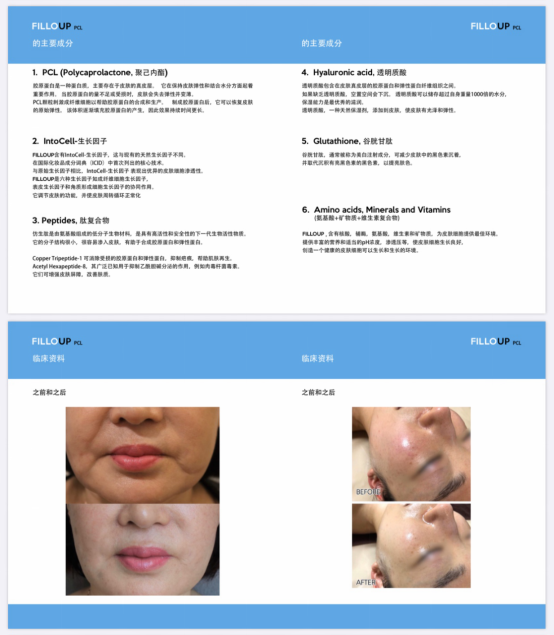 FILLOUP PCL
的主要成分
1. PCL (Polycaprolactone, 聚己内酯)
胶原蛋白是一种蛋白质，主要存在于皮肤的真皮层， 它在保持皮肤弹性和结合水分方面起着
重要作用， 当胶原蛋白的量不足或受损时，皮肤会失去弹性并变薄。
PCL颗粒刺激成纤维细胞以帮助胶原蛋白的合成和生产， 制成胶原蛋白后，它可以恢复皮肤
的原始弹性， 该体积逐渐填充胶原蛋白的产生，因此效果持续时间更长。
2. IntoCell-生长因子
FILLOUP含有IntoCell-生长因子，这与现有的天然生长因子不同，
在国际化妆品成分词典（ICID）中首次列出的核心技术。
与原始生长因子相比，IntoCell-生长因子 表现出优异的皮肤细胞渗透性。
FILLOUP是六种生长因子如成纤维细胞生长因子，
表皮生长因子和角质形成细胞生长因子的协同作用。
它调节皮肤的功能，并使皮肤周转循环正常化
3. Peptides, 肽复合物
仿生肽是由氨基酸组成的低分子生物材料，是具有高活性和安全性的下一代生物活性物质，
它的分子结构很小，很容易渗入皮肤，有助于合成胶原蛋白和弹性蛋白。
Copper Tripeptide-1 可消除受损的胶原蛋白和弹性蛋白，抑制疤痕，帮助肌肤再生。
Acetyl Hexapeptide-8，其广泛已知用于抑制乙酰胆碱分泌的作用，例如肉毒杆菌毒素。
它们可增强皮肤屏障，改善肤质。
FILLOUP PCL
的主要成分
4. Hyaluronic acid, 透明质酸
透明质酸包含在皮肤真皮层的胶原蛋白和弹性蛋白纤维组织之间，
如果缺乏透明质酸，空置空间会下沉， 透明质酸可以储存超过自身重量1000倍的水分，
保湿能力是最优秀的滋润，
透明质酸，一种天然保湿剂，添加到皮肤，使皮肤有光泽和弹性。
5. Glutathione, 谷胱甘肽
谷胱甘肽，通常被称为美白注射成分，可减少皮肤中的黑色素沉着，
并取代沉积有亮黑色素的黑色素，以提亮肤色。
6. Amino acids, Minerals and Vitamins
(氨基酸+矿物质+维生素复合物)
FILLOUP , 含有核酸，辅酶，氨基酸，维生素和矿物质，为皮肤细胞提供最佳环境，
提供丰富的营养和适当的pH浓度，渗透压等，使皮肤细胞生长良好，
创造一个健康的皮肤细胞可以生长和生长的环境。
FILLOUP PCL
临床资料
之前和之后
FILLOUP PCL
临床资料
之前和之后
BEFORE
AFTER